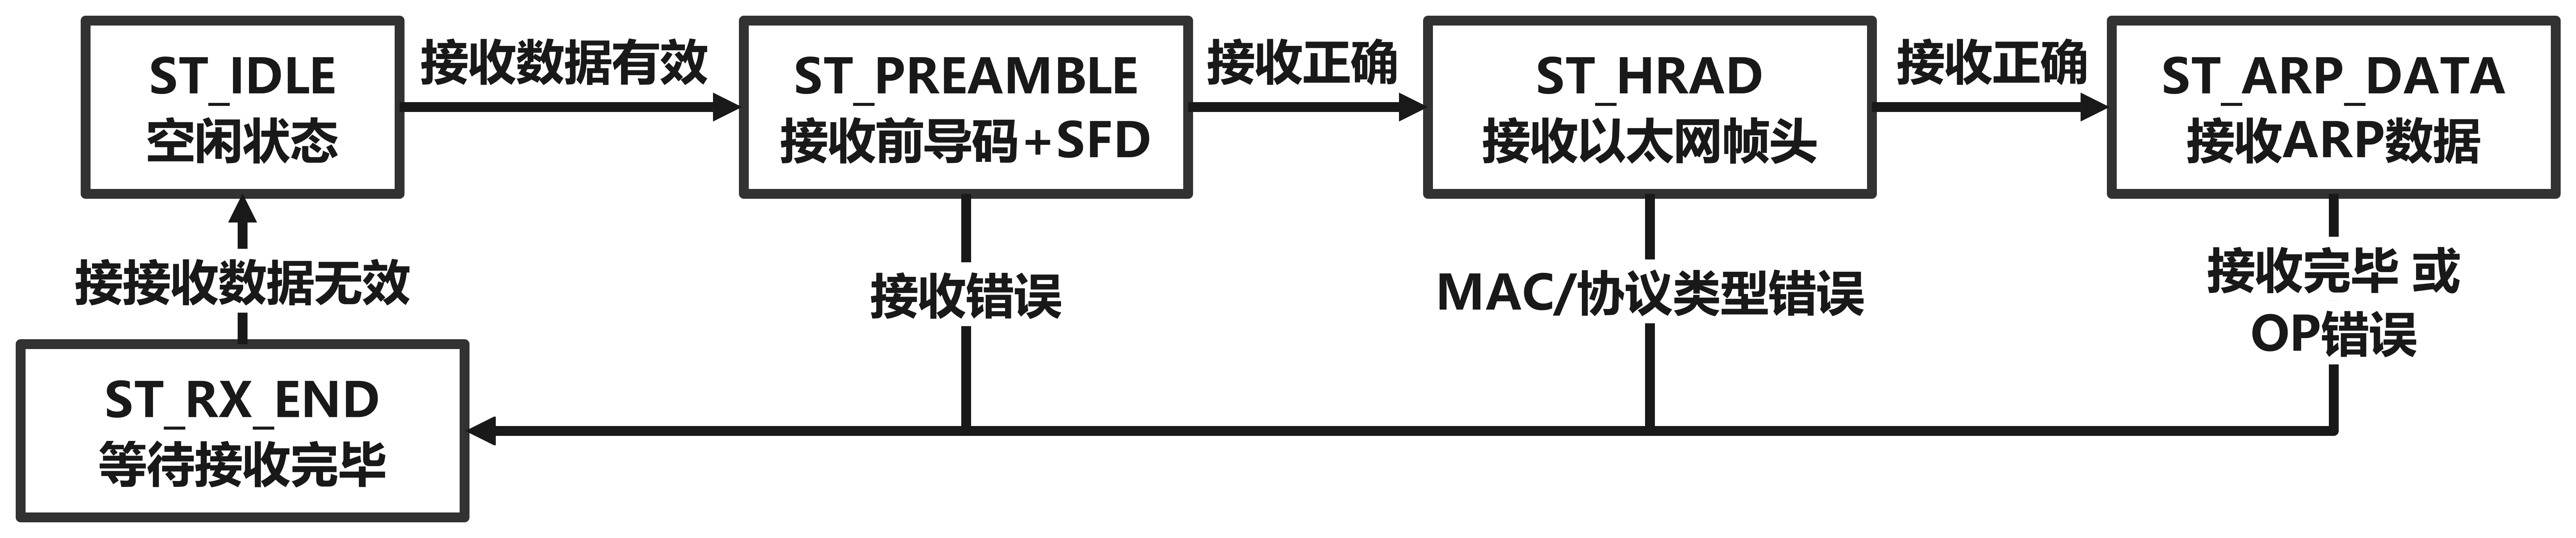 ST_IDLE
空闲状态
接收数据有效
ST_PREAMBLE
接收前导码+SFD
接收正确
ST_HRAD
接收以太网帧头
接收正确
ST_ARP_DATA
接收ARP数据
接接收数据无效
接收错误
MAC/协议类型错误
接收完毕 或
OP错误
ST_RX_END
等待接收完毕